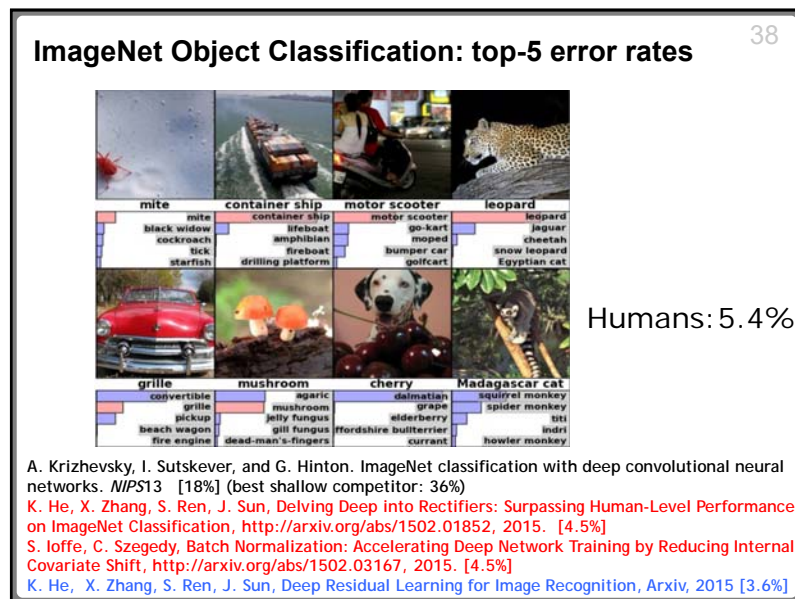 38
ImageNet Object Classification: top-5 error rates
mite
container ship
motor scooter
leopard
mite
black widow
cockroach
tick
starfish
container ship
lifeboat
amphibian
fireboat
drilling platform
motor scooter
go-kart
moped
bumper car
golfcart
leopard
jaguar
cheetah
snow leopard
Egyptian cat
Humans: 5.4%
grille
mushroom
cherry
Madagascar cat
convertible
grille
pickup
beach wagon
fire engine
agaric
mushroom
jelly fungus
gill fungus
dead-man's-fingers
dalmatian
grape
elderberry
ffordshire bullterrier
currant
squirrel monkey
spider monkey
titi
indri
howler monkey
A. Krizhevsky, I. Sutskever, and G. Hinton. ImageNet classification with deep convolutional neural
networks. NIPS13 [18%] (best shallow competitor: 36%)
K. He, X. Zhang, S. Ren, J. Sun, Delving Deep into Rectifiers: Surpassing Human-Level Performance
on ImageNet Classification, http://arxiv.org/abs/1502.01852, 2015. [4.5%]
S. Ioffe, C. Szegedy, Batch Normalization: Accelerating Deep Network Training by Reducing Internal
Covariate Shift, http://arxiv.org/abs/1502.03167, 2015. [4.5%]
K. He, X. Zhang, S. Ren, J. Sun, Deep Residual Learning for Image Recognition, Arxiv, 2015 [3.6%]